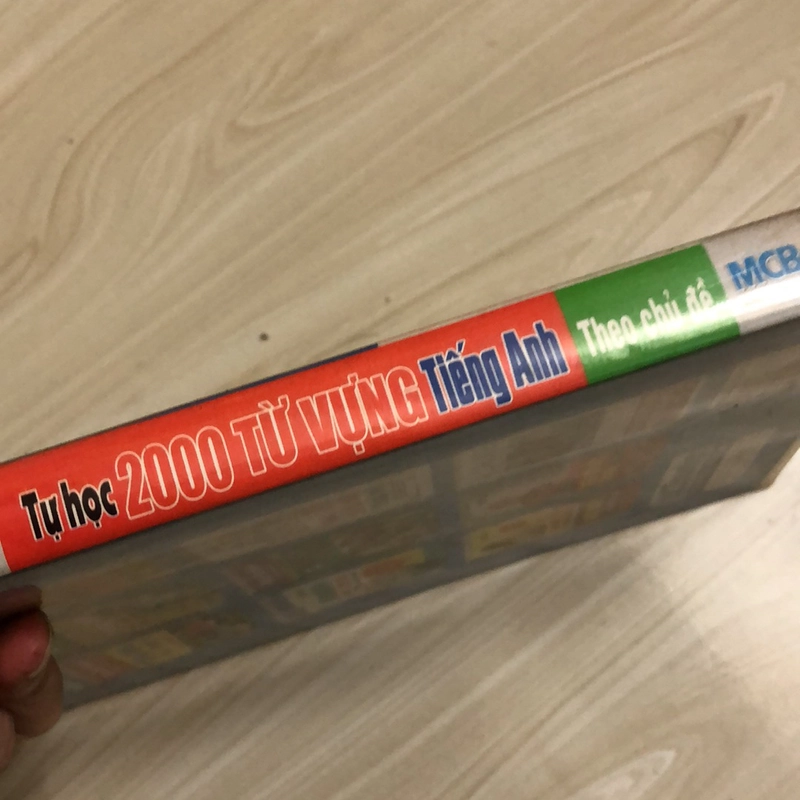 Tự học 2000 TỪ VỰNG Tiếng Anh Theo chủ đề MCB